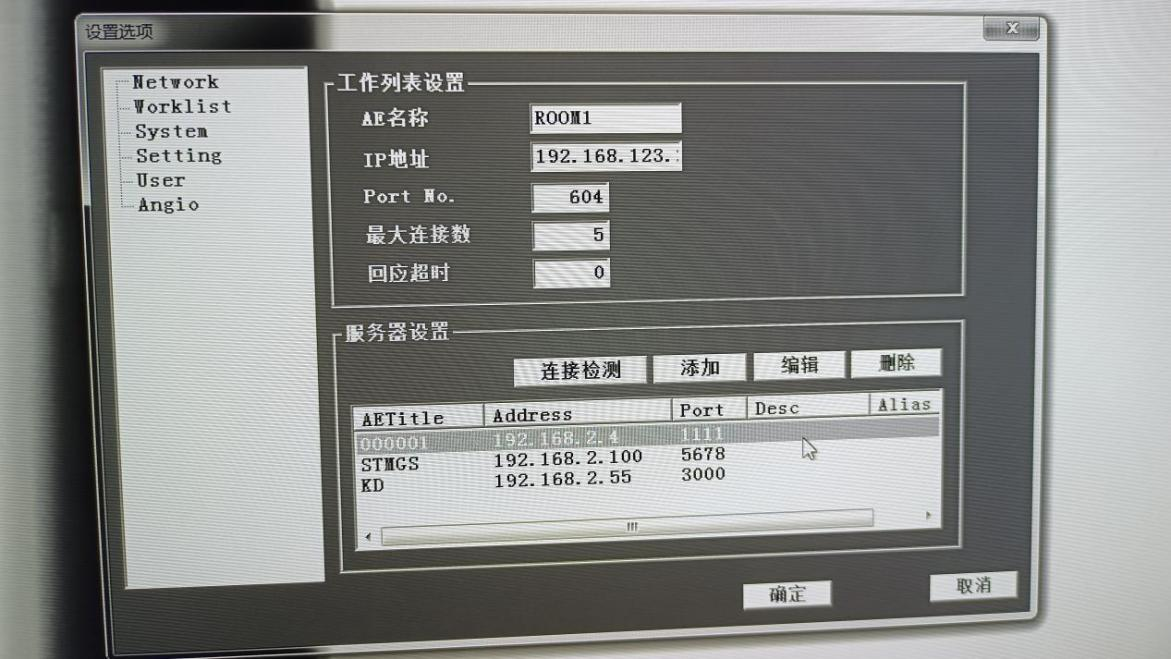 设置选项
Network
Worklist
System
Setting
User
Angio
工作列表设置
AE名称 ROOM1
IP地址 192.168.123.
Port No. 604
最大连接数 5
回应超时 0
服务器设置
连接检测 添加 编辑 删除
AETitle Address Port Desc Alias
000001 192.168.2.4 1111
STMGS 192.168.2.100 5678
KD 192.168.2.55 3000
确定 取消